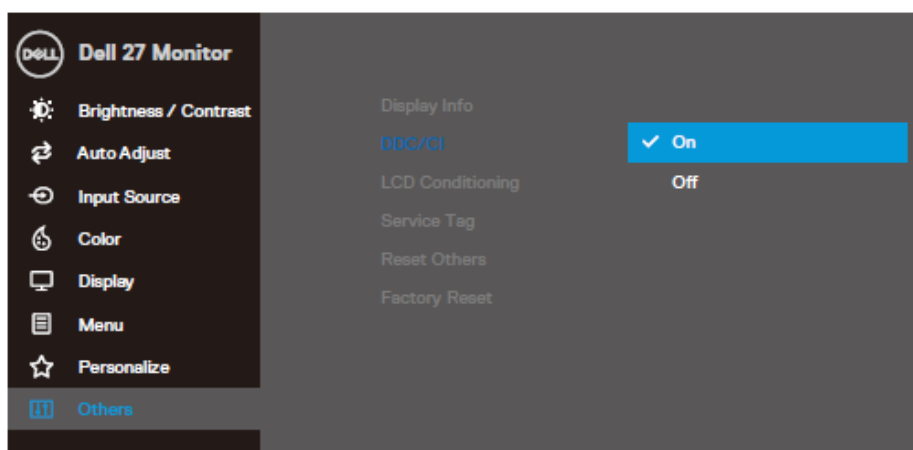 DELL Dell 27 Monitor
Brightness / Contrast
Auto Adjust
Input Source
Color
Display
Menu
Personalize
Others
Display Info
DDC/CI
LCD Conditioning
Service Tag
Reset Others
Factory Reset
On
Off